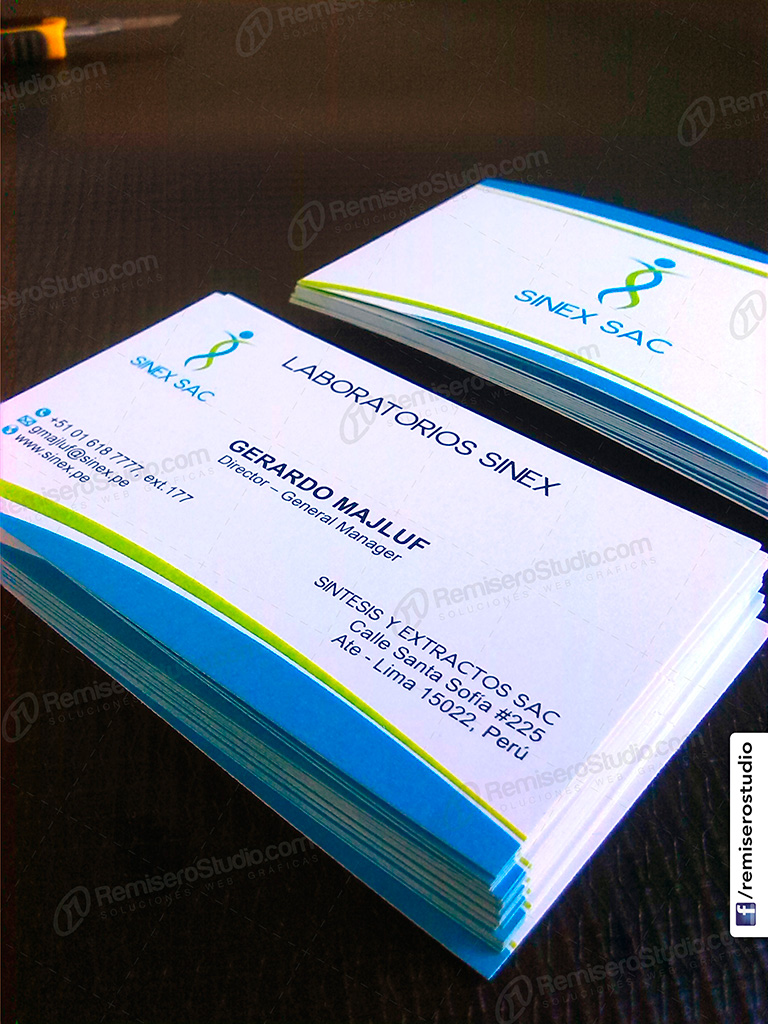 RemiseroStudio.com
SOLUCIONES WEB - GRAFICAS
SINEX SAC
SINEX SAC
LABORATORIOS SINEX
+51 01 618 7777, ext.177
gmajluf@sinex.pe
www.sinex.pe
GERARDO MAJLUF
Director – General Manager
SINTESIS Y EXTRACTOS SAC
Calle Santa Sofía #225
Ate - Lima 15022, Perú
f/remiserostudio